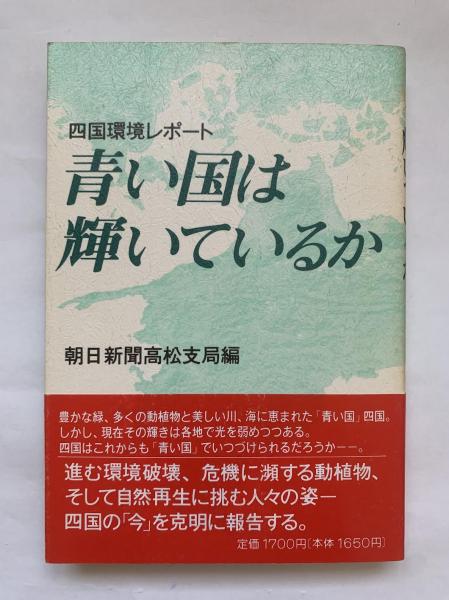 四国環境レポート
青い国は
輝いているか
朝日新聞高松支局編
豊かな緑、多くの動植物と美しい川、海に恵まれた「青い国」四国。
しかし、現在その輝きは各地で光を弱めつつある。
四国はこれからも「青い国」でいつづけられるだろうか――。
進む環境破壊、危機に瀕する動植物、
そして自然再生に挑む人々の姿―
四国の「今」を克明に報告する。
定価1700円〔本体1650円〕